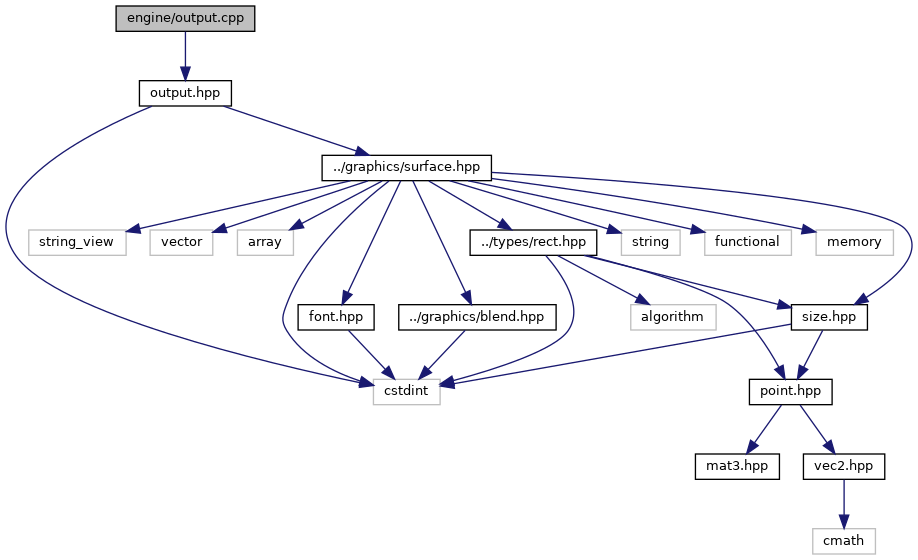 engine/output.cpp
output.hpp
../graphics/surface.hpp
string_view
vector
array
../types/rect.hpp
string
functional
memory
font.hpp
../graphics/blend.hpp
algorithm
size.hpp
cstdint
point.hpp
mat3.hpp
vec2.hpp
cmath